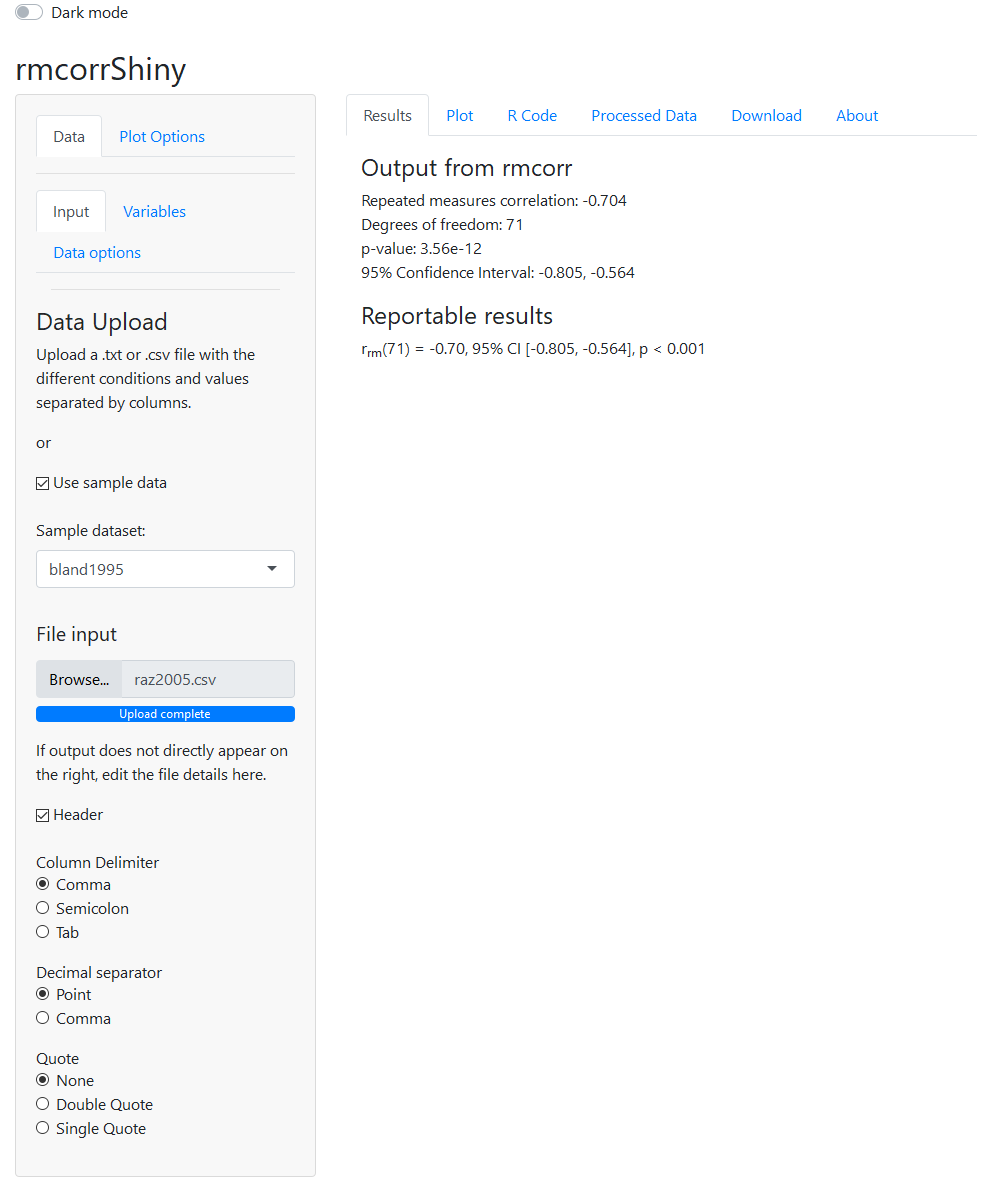 Dark mode
rmcorrShiny
Data
Plot Options
Input
Variables
Data options
Data Upload
Upload a .txt or .csv file with the
different conditions and values
separated by columns.
or
Use sample data
Sample dataset:
bland1995
File input
Browse...
raz2005.csv
Upload complete
If output does not directly appear on
the right, edit the file details here.
Header
Column Delimiter
Comma
Semicolon
Tab
Decimal separator
Point
Comma
Quote
None
Double Quote
Single Quote
Results
Plot
R Code
Processed Data
Download
About
Output from rmcorr
Repeated measures correlation: -0.704
Degrees of freedom: 71
p-value: 3.56e-12
95% Confidence Interval: -0.805, -0.564
Reportable results
rrm(71) = -0.70, 95% CI [-0.805, -0.564], p < 0.001